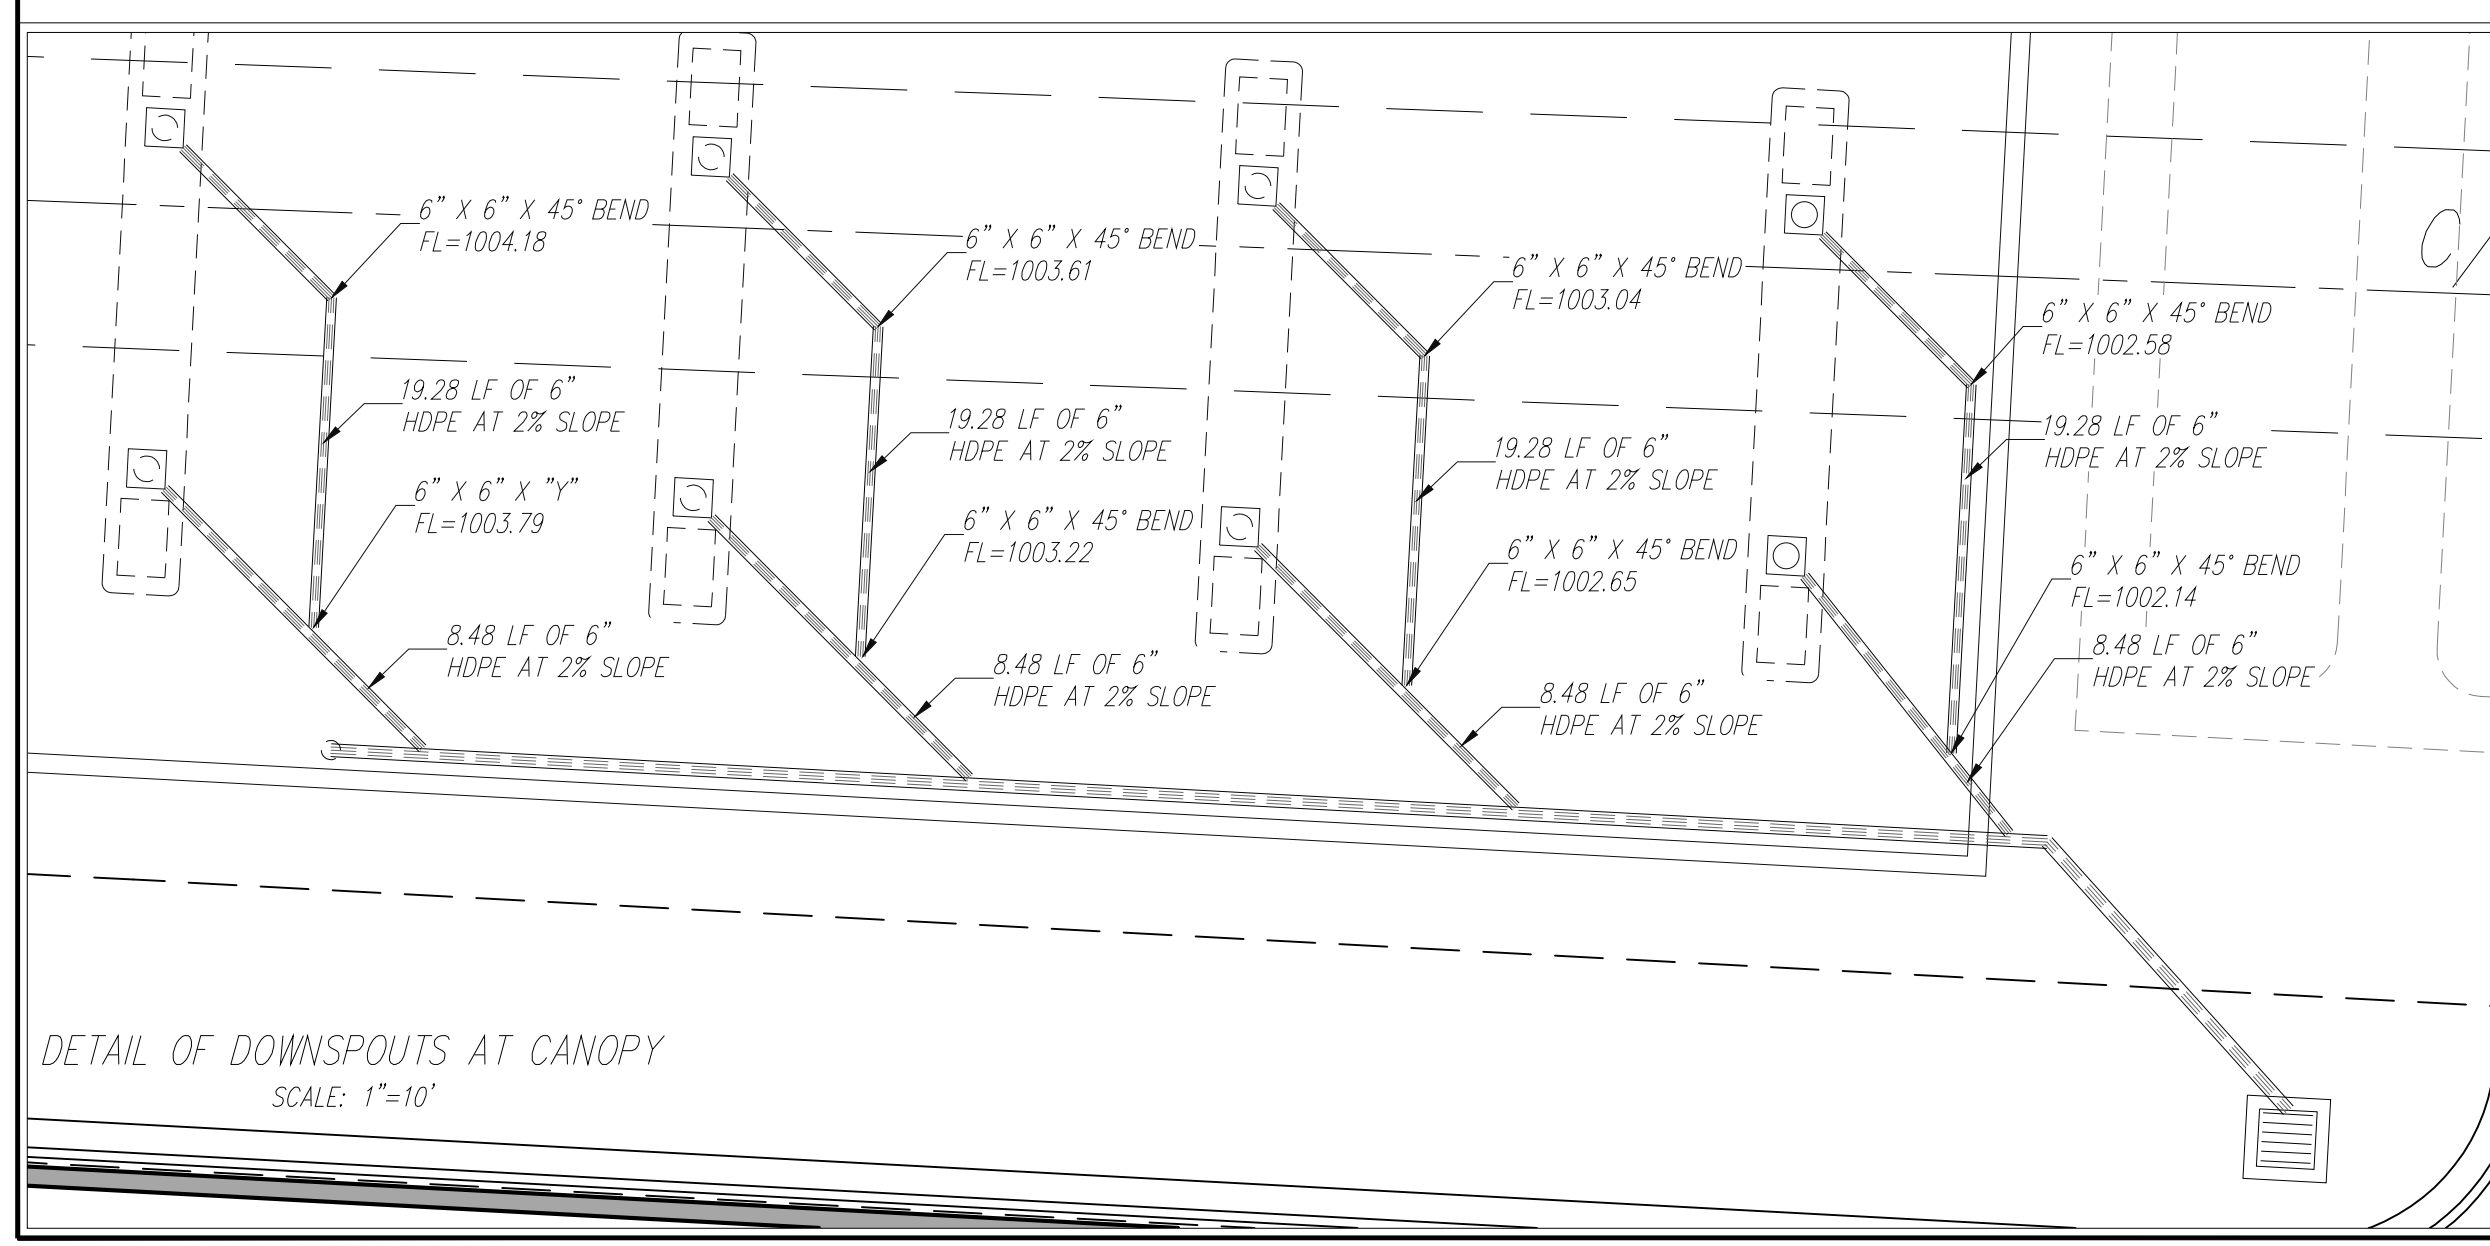 6" X 6" X 45° BEND
FL=1004.18
19.28 LF OF 6"
HDPE AT 2% SLOPE
6" X 6" X "Y"
FL=1003.79
8.48 LF OF 6"
HDPE AT 2% SLOPE
6" X 6" X 45° BEND
FL=1003.61
19.28 LF OF 6"
HDPE AT 2% SLOPE
6" X 6" X 45° BEND
FL=1003.22
8.48 LF OF 6"
HDPE AT 2% SLOPE
6" X 6" X 45° BEND
FL=1003.04
19.28 LF OF 6"
HDPE AT 2% SLOPE
6" X 6" X 45° BEND
FL=1002.65
8.48 LF OF 6"
HDPE AT 2% SLOPE
6" X 6" X 45° BEND
FL=1002.58
19.28 LF OF 6"
HDPE AT 2% SLOPE
6" X 6" X 45° BEND
FL=1002.14
8.48 LF OF 6"
HDPE AT 2% SLOPE
DETAIL OF DOWNSPOUTS AT CANOPY
SCALE: 1"=10'